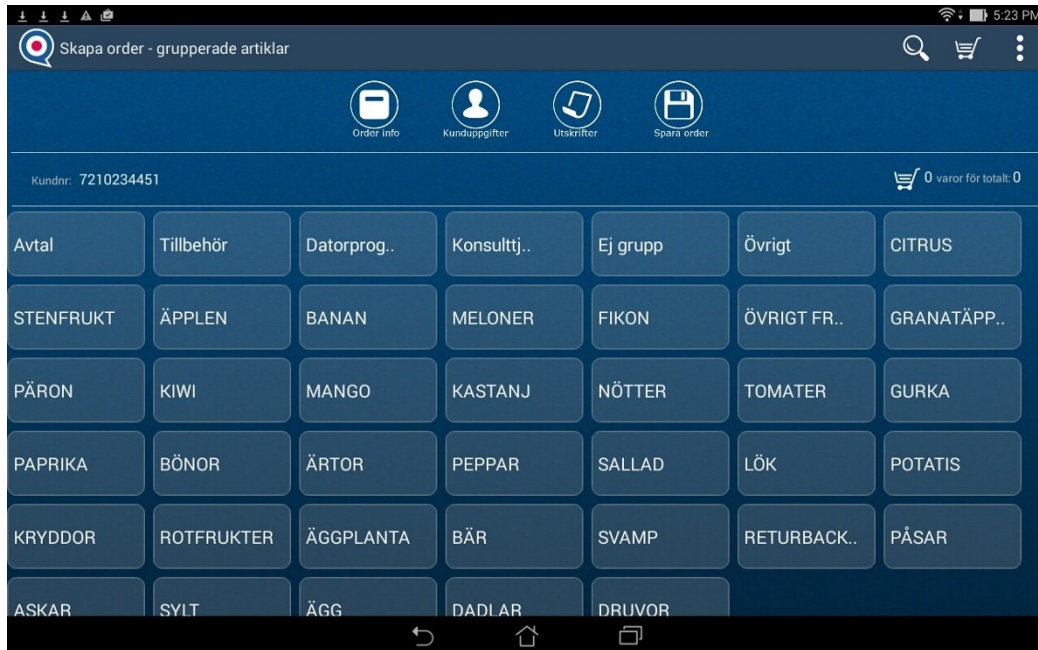 5:23 PM
Skapa order - grupperade artiklar
Order info Kunduppgifter Utskrifter Spara order
Kundnr: 7210234451 0 varor för totalt: 0
Avtal Tillbehör Datorprog.. Konsulttj.. Ej grupp Övrigt CITRUS
STENFRUKT ÄPPLEN BANAN MELONER FIKON ÖVRIGT FR.. GRANATÄPP..
PÄRON KIWI MANGO KASTANJ NÖTTER TOMATER GURKA
PAPRIKA BÖNOR ÄRTOR PEPPAR SALLAD LÖK POTATIS
KRYDDOR ROTFRUKTER ÄGGPLANTA BÄR SVAMP RETURBACK.. PÅSAR
ASKAR SYLT ÄGG DADLAR DRUVOR